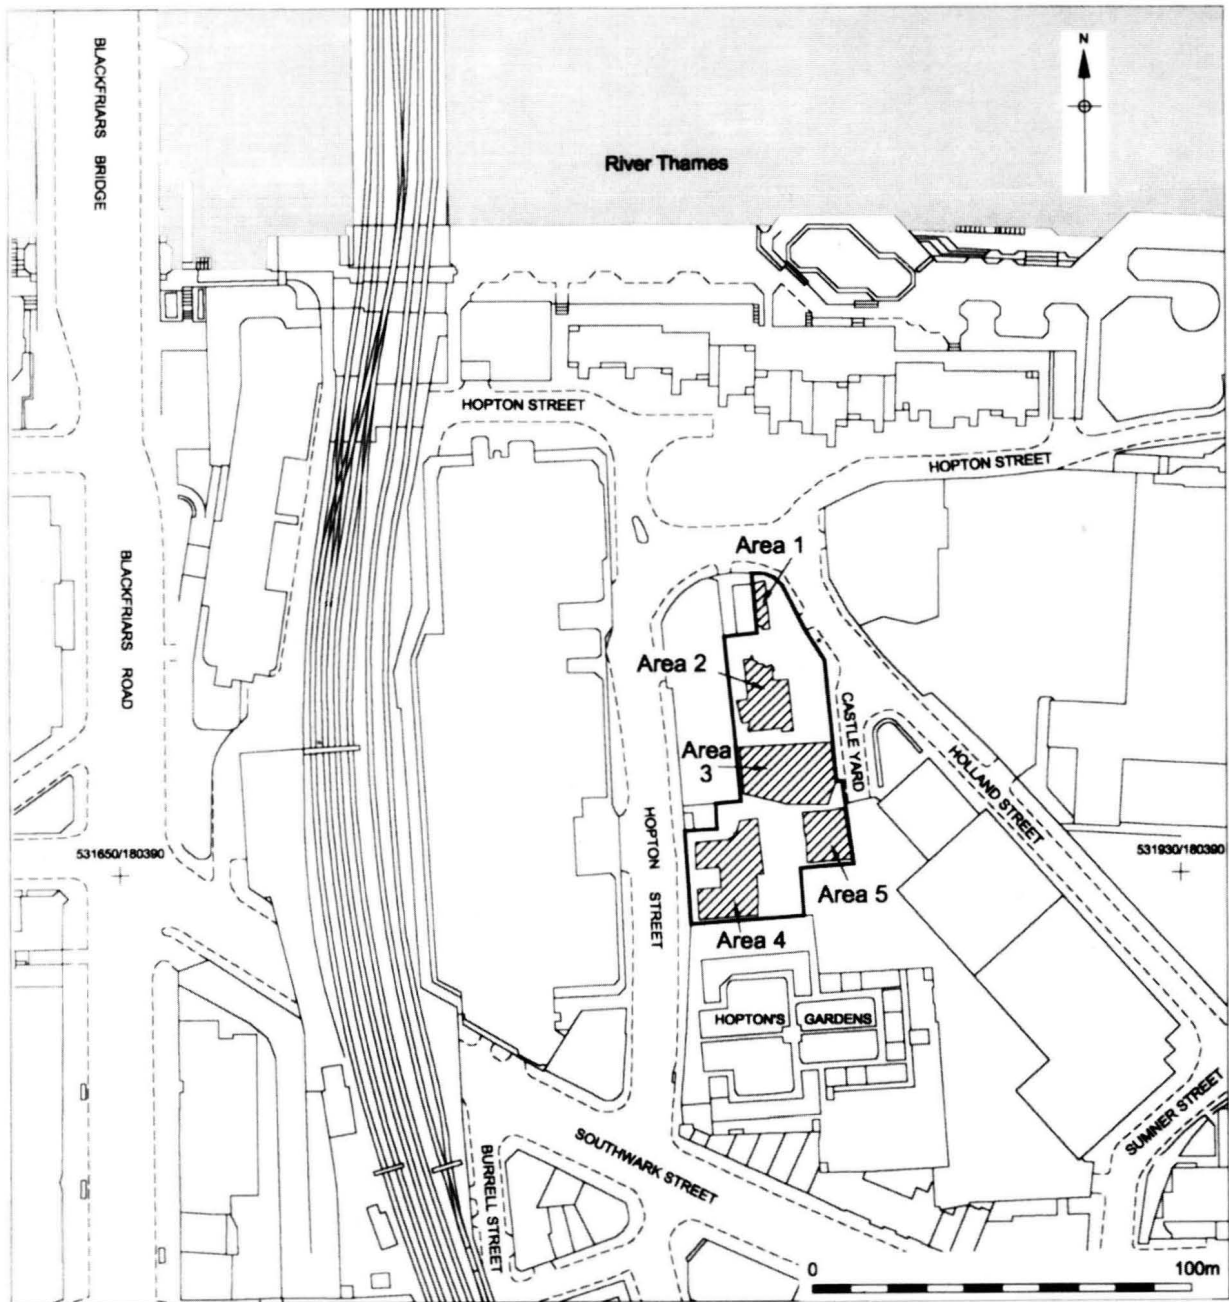 N
BLACKFRIARS BRIDGE
River Thames
HOPTON STREET
HOPTON STREET
Area 1
BLACKFRIARS ROAD
Area 2
CASTLE YARD
Area
3
HOLLAND STREET
HOPTON STREET
531650/180390
531930/180390
Area 5
Area 4
HOPTON'S GARDENS
SUMNER STREET
SOUTHWARK STREET
BURRELL STREET
0 100m